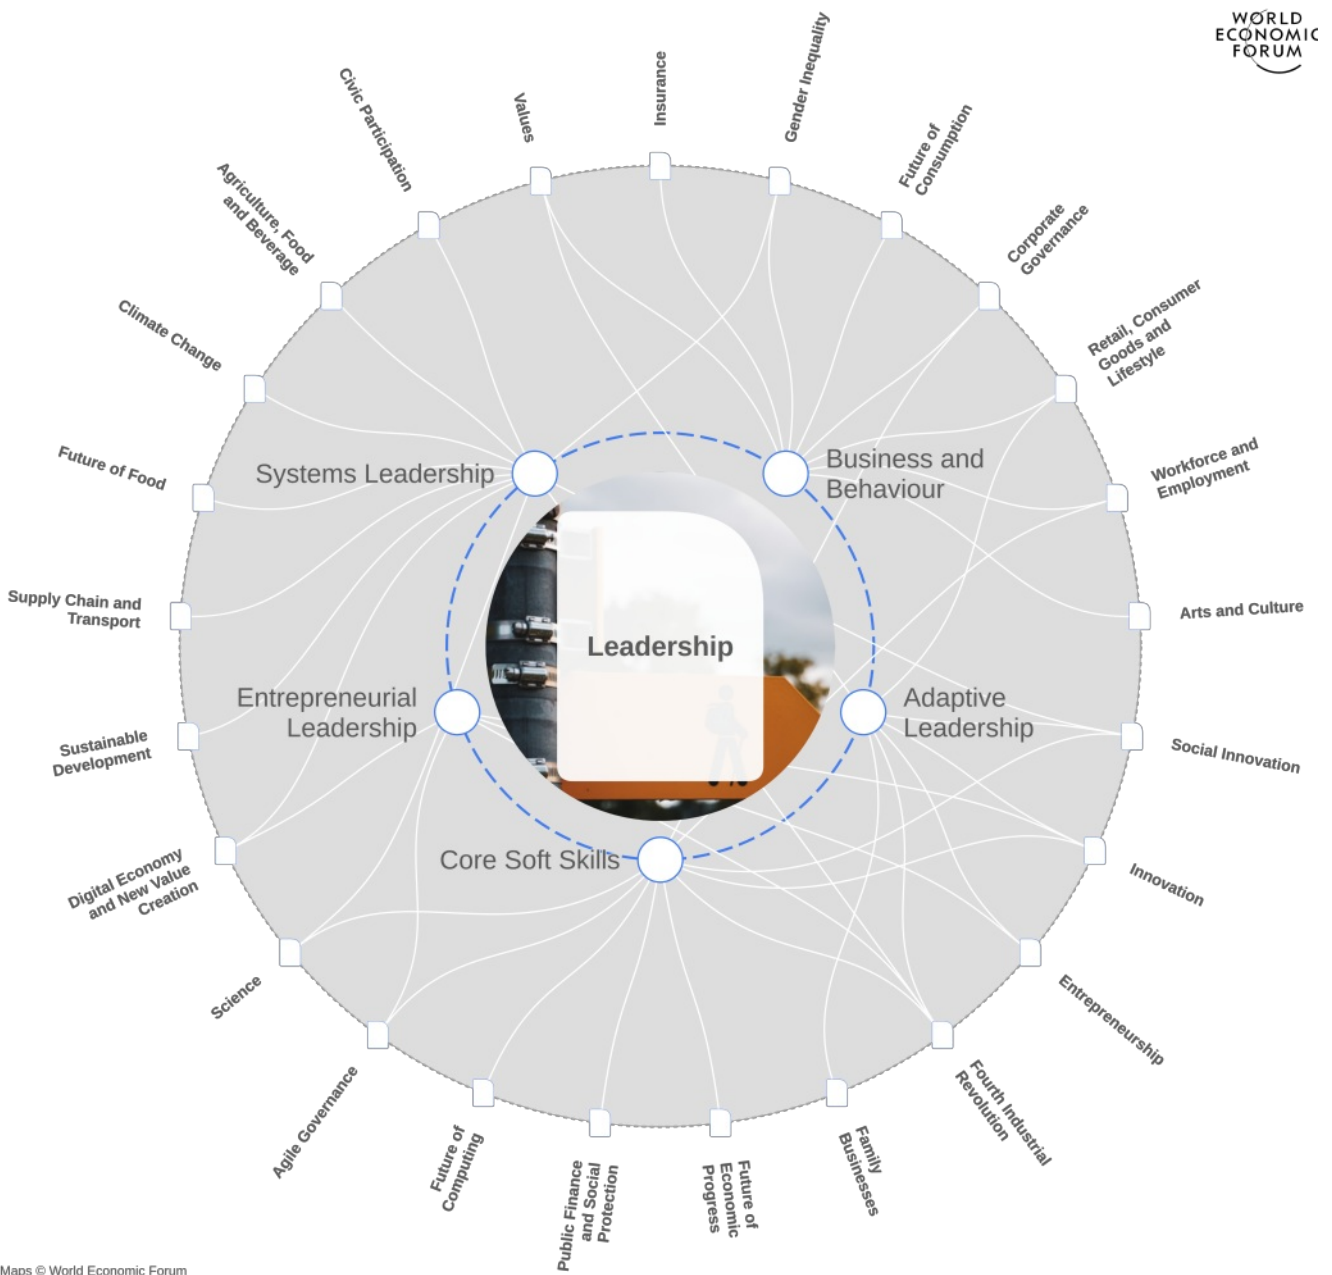 WORLD
ECONOMIC
FORUM
Insurance
Gender Inequality
Future of
Consumption
Corporate
Governance
Retail, Consumer
Goods and
Lifestyle
Workforce and
Employment
Arts and Culture
Social Innovation
Innovation
Entrepreneurship
Fourth Industrial
Revolution
Family
Businesses
Future of
Economic
Progress
Public Finance
and Social
Protection
Future of
Computing
Agile Governance
Science
Digital Economy
and New Value
Creation
Sustainable
Development
Supply Chain and
Transport
Future of Food
Climate Change
Agriculture, Food
and Beverage
Civic Participation
Values
Systems Leadership
Business and
Behaviour
Leadership
Entrepreneurial
Leadership
Adaptive
Leadership
Core Soft Skills
Maps © World Economic Forum